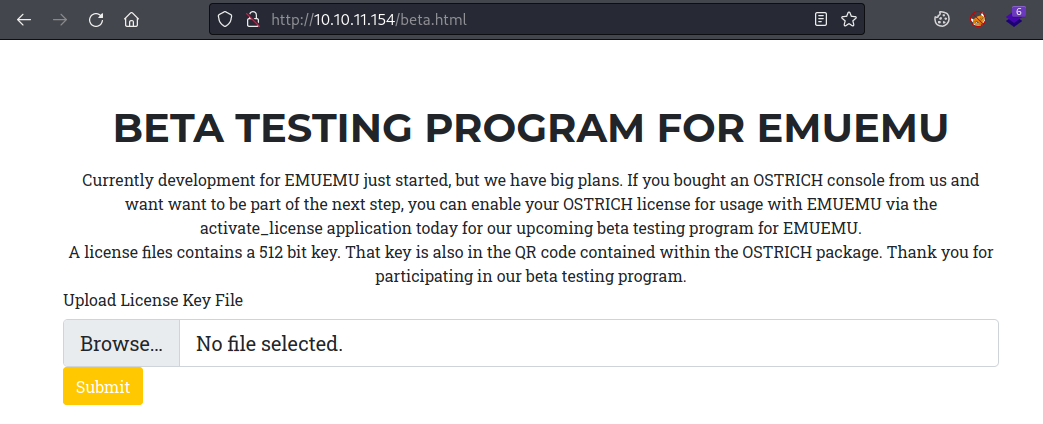 http://10.10.11.154/beta.html
6
BETA TESTING PROGRAM FOR EMUEMU
Currently development for EMUEMU just started, but we have big plans. If you bought an OSTRICH console from us and
want want to be part of the next step, you can enable your OSTRICH license for usage with EMUEMU via the
activate_license application today for our upcoming beta testing program for EMUEMU.
A license files contains a 512 bit key. That key is also in the QR code contained within the OSTRICH package. Thank you for
participating in our beta testing program.
Upload License Key File
Browse... No file selected.
Submit